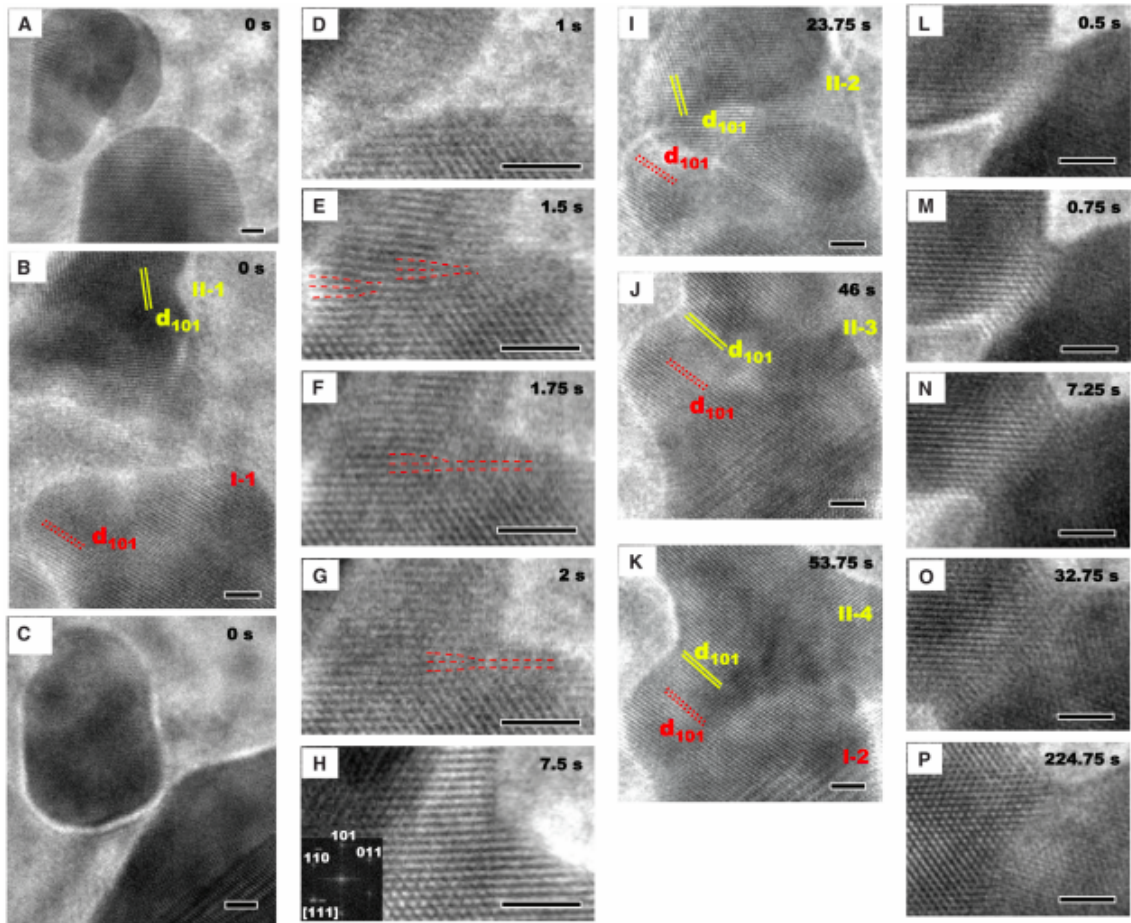 A
0 s
B
0 s
II-1
d101
I-1
d101
C
0 s
D
1 s
E
1.5 s
F
1.75 s
G
2 s
H
7.5 s
101
110
011
[111]
I
23.75 s
II-2
d101
d101
J
46 s
II-3
d101
d101
K
53.75 s
II-4
d101
d101
I-2
L
0.5 s
M
0.75 s
N
7.25 s
O
32.75 s
P
224.75 s